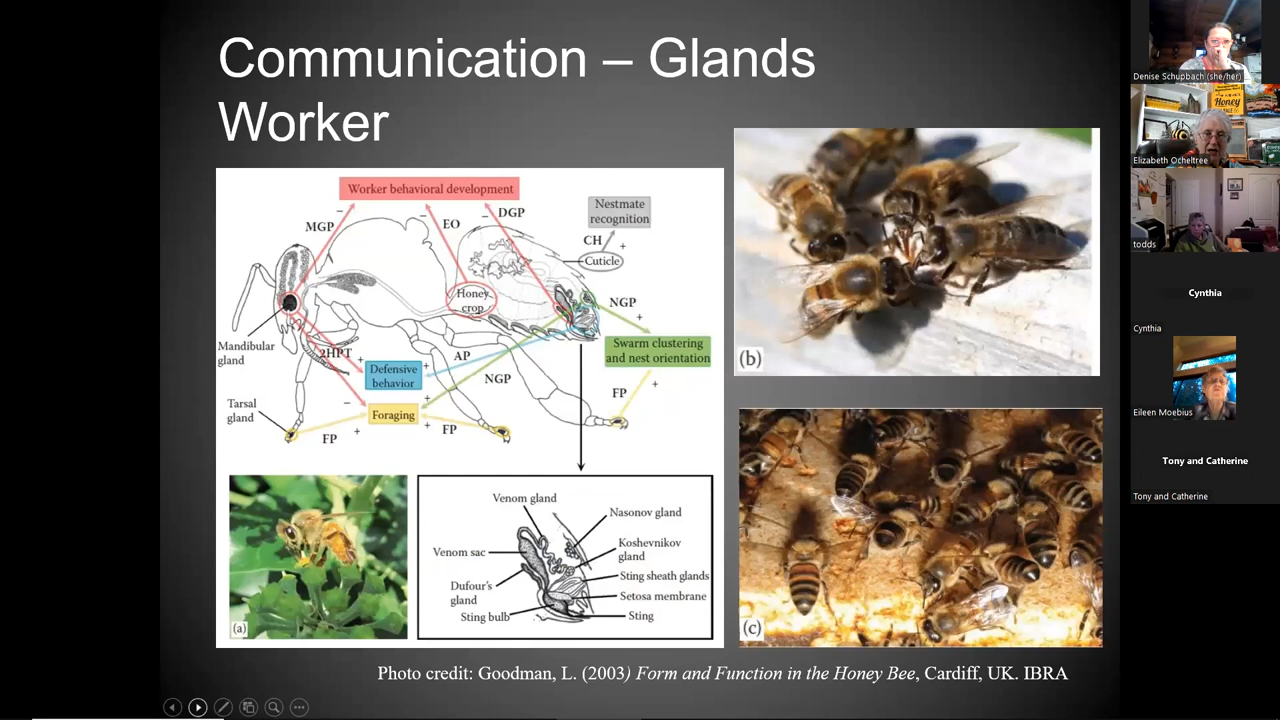 Communication – Glands
Worker
Worker behavioral development
Nestmate
recognition
MGP
–
–
EO
–
DGP
CH
+
Cuticle
Honey
crop
NGP
+
Mandibular
gland
2HPT
+
Defensive
behavior
+
AP
Swarm clustering
and nest orientation
NGP
+
Tarsal
gland
–
Foraging
FP
+
+
FP
FP
+
Venom gland
Nasonov gland
Venom sac
Koshevnikov
gland
Dufour's
gland
Sting sheath glands
Setosa membrane
Sting bulb
Sting
(a)
(b)
(c)
Photo credit: Goodman, L. (2003) Form and Function in the Honey Bee, Cardiff, UK. IBRA
Denise Schupbach (she/her)
Honey
Elizabeth Ocheltree
todds
Cynthia
Cynthia
Eileen Moebius
Tony and Catherine
Tony and Catherine